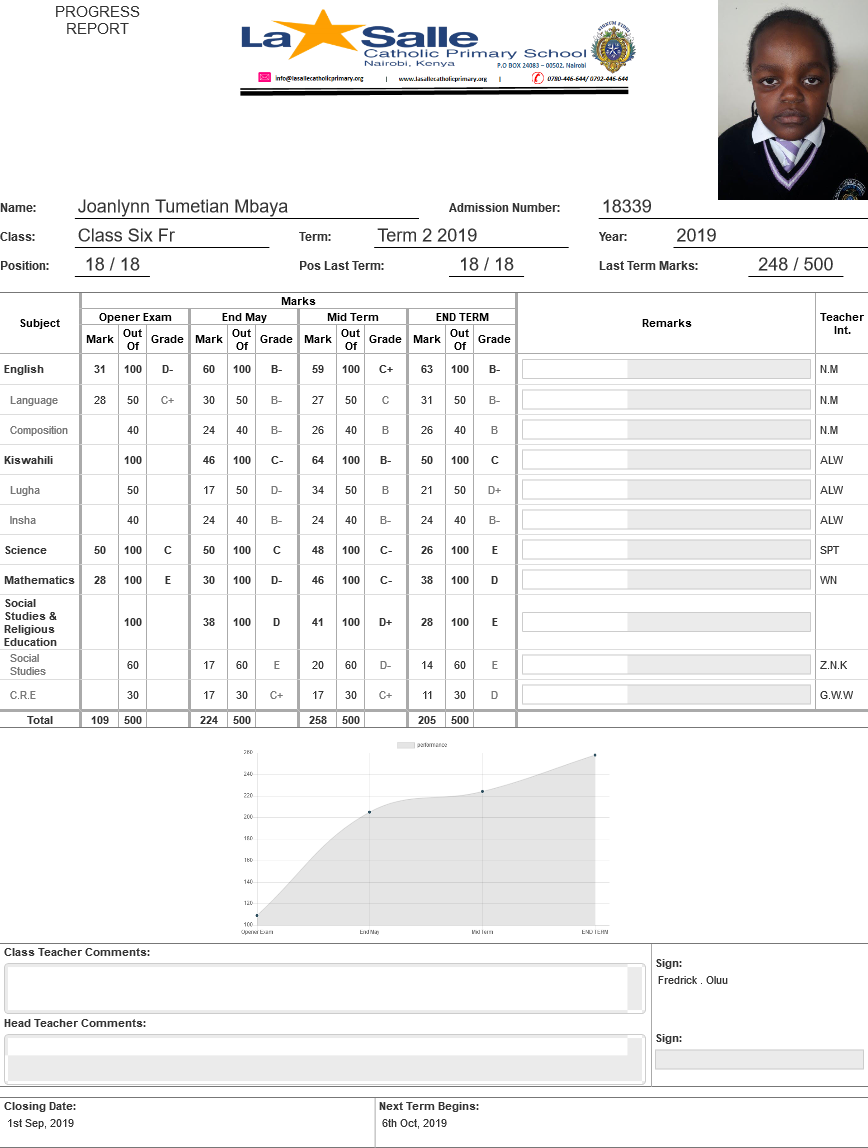 PROGRESS
REPORT
La Salle
Catholic Primary School
Nairobi, Kenya
P.O BOX 24083 – 00502, Nairobi
info@lasallecatholicprimary.org | www.lasallecatholicprimary.org | 0780-446-644/ 0792-446-644
Name: Joanlynn Tumetian Mbaya Admission Number: 18339
Class: Class Six Fr Term: Term 2 2019 Year: 2019
Position: 18 / 18 Pos Last Term: 18 / 18 Last Term Marks: 248 / 500
Subject Marks Remarks Teacher Int.
Opener Exam End May Mid Term END TERM
Mark Out Of Grade Mark Out Of Grade Mark Out Of Grade Mark Out Of Grade
English 31 100 D- 60 100 B- 59 100 C+ 63 100 B- N.M
Language 28 50 C+ 30 50 B- 27 50 C 31 50 B- N.M
Composition 40 24 40 B- 26 40 B 26 40 B N.M
Kiswahili 100 46 100 C- 64 100 B- 50 100 C ALW
Lugha 50 17 50 D- 34 50 B 21 50 D+ ALW
Insha 40 24 40 B- 24 40 B- 24 40 B- ALW
Science 50 100 C 50 100 C 48 100 C- 26 100 E SPT
Mathematics 28 100 E 30 100 D- 46 100 C- 38 100 D WN
Social Studies & Religious Education 100 38 100 D 41 100 D+ 28 100 E
Social Studies 60 17 60 E 20 60 D- 14 60 E Z.N.K
C.R.E 30 17 30 C+ 17 30 C+ 11 30 D G.W.W
Total 109 500 224 500 258 500 205 500
performance
260
240
220
200
180
160
140
120
100
Opener Exam End May Mid Term END TERM
Class Teacher Comments:
Sign:
Fredrick . Oluu
Head Teacher Comments:
Sign:
Closing Date: Next Term Begins:
1st Sep, 2019 6th Oct, 2019